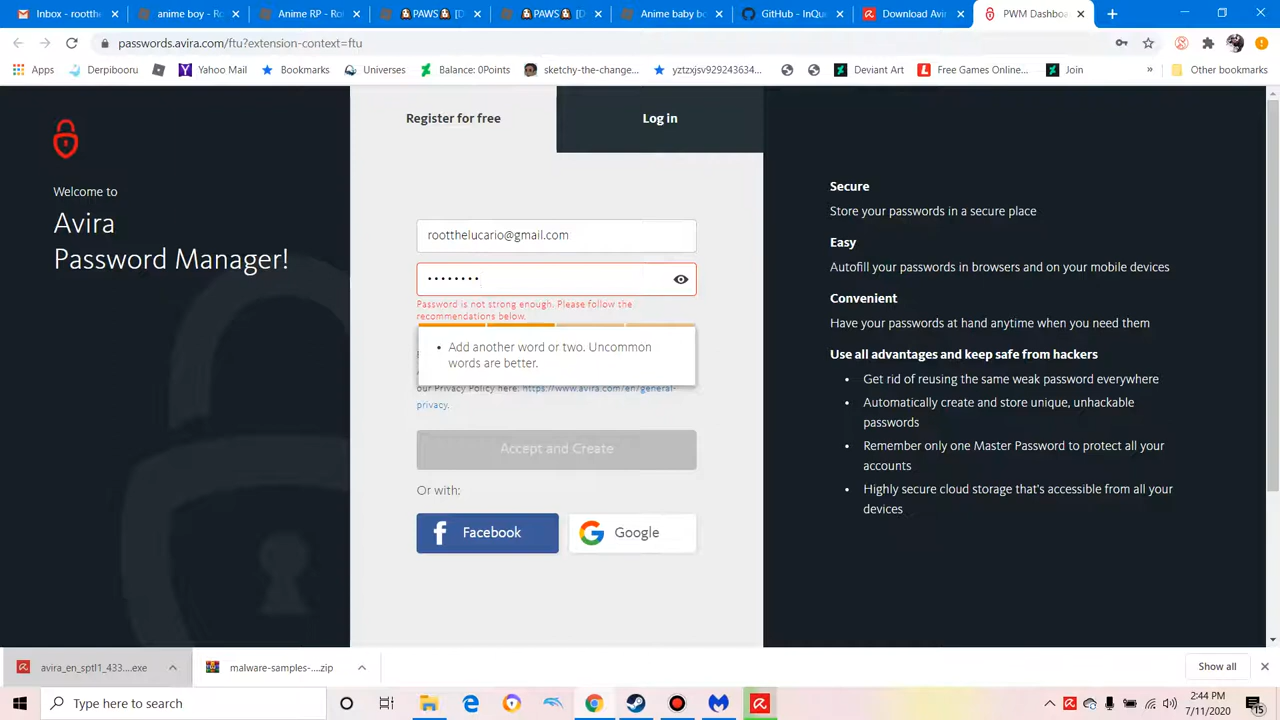 Inbox - rootth
anime boy - Ro
Anime RP - Ro
PAWS [D
PAWS [D
Anime baby bo
GitHub - InQue
Download Avir
PWM Dashboa
passwords.avira.com/ftu?extension-context=ftu
Apps
Derpibooru
Yahoo Mail
Bookmarks
Universes
Balance: 0Points
sketchy-the-change...
yztzxjsv929243634...
Deviant Art
Free Games Online...
Join
»
Other bookmarks
Register for free
Log in
Welcome to
Avira
Password Manager!
rootthelucario@gmail.com
Password is not strong enough. Please follow the
recommendations below.
• Add another word or two. Uncommon
words are better.
our Privacy Policy here: https://www.avira.com/en/general-
privacy.
Accept and Create
Or with:
Facebook
Google
Secure
Store your passwords in a secure place
Easy
Autofill your passwords in browsers and on your mobile devices
Convenient
Have your passwords at hand anytime when you need them
Use all advantages and keep safe from hackers
• Get rid of reusing the same weak password everywhere
• Automatically create and store unique, unhackable
passwords
• Remember only one Master Password to protect all your
accounts
• Highly secure cloud storage that's accessible from all your
devices
avira_en_sptl1_433....exe
malware-samples-....zip
Show all
Type here to search
2:44 PM
7/11/2020
15